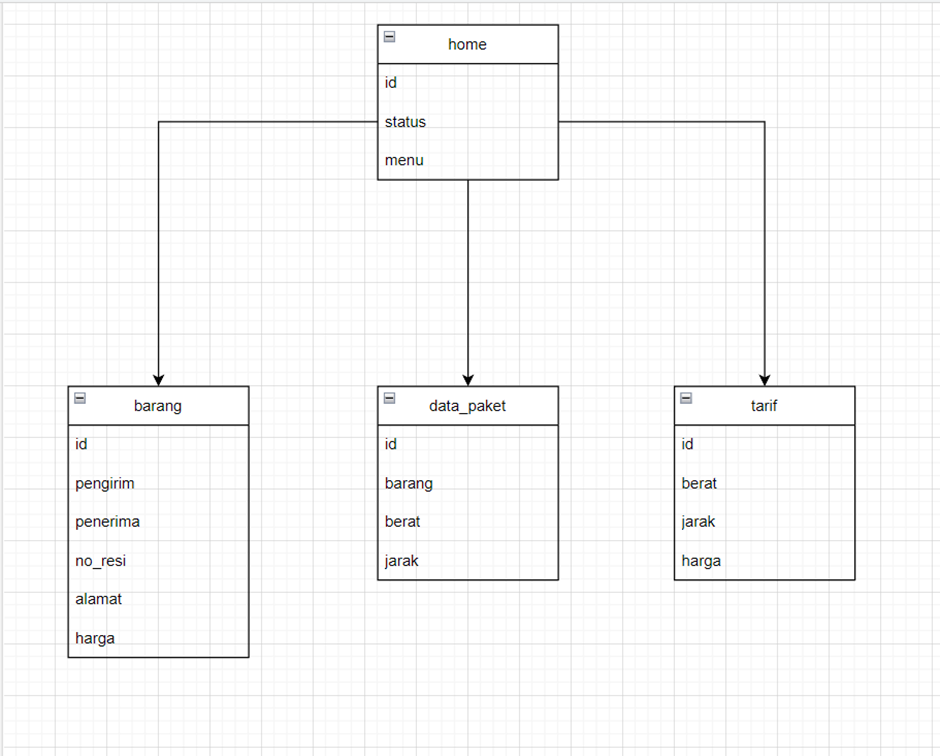 home
id
status
menu
barang
id
pengirim
penerima
no_resi
alamat
harga
data_paket
id
barang
berat
jarak
tarif
id
berat
jarak
harga